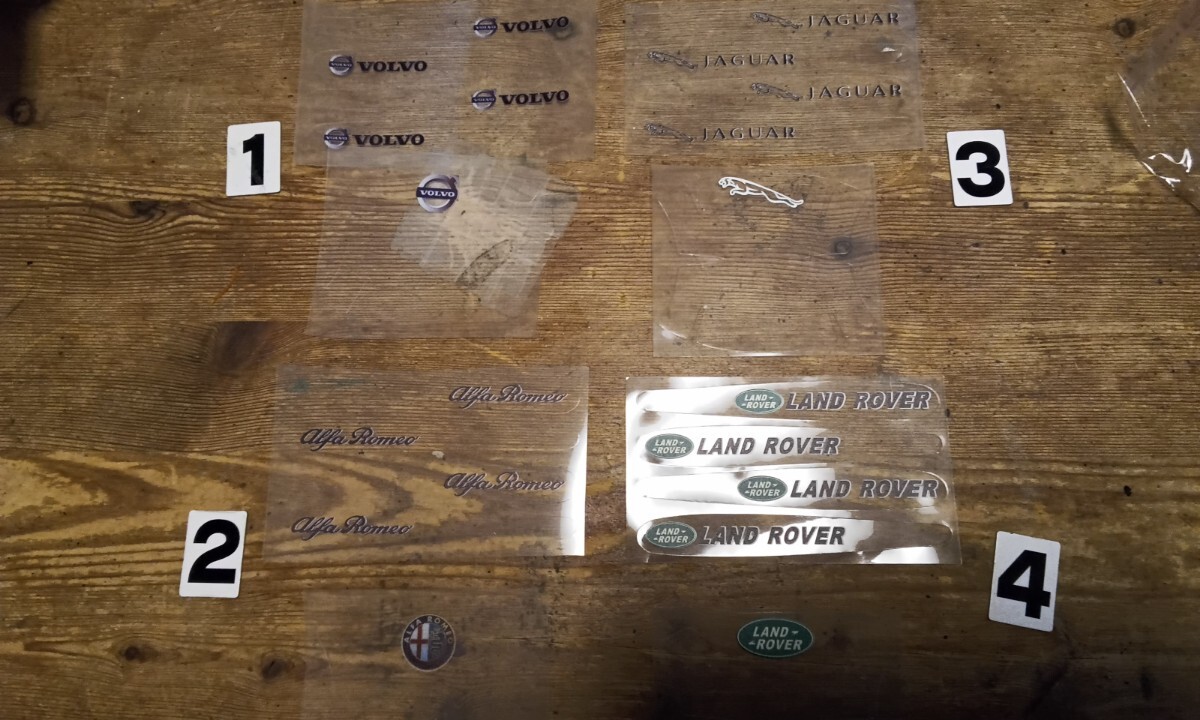 VOLVO
VOLVO
VOLVO
VOLVO
VOLVO
1
JAGUAR
JAGUAR
JAGUAR
JAGUAR
3
Alfa Romeo
Alfa Romeo
Alfa Romeo
Alfa Romeo
2
ALFA ROMEO
LAND-
-ROVER
LAND ROVER
LAND-
-ROVER
LAND ROVER
LAND-
-ROVER
LAND ROVER
LAND-
-ROVER
LAND ROVER
4
LAND-
-ROVER